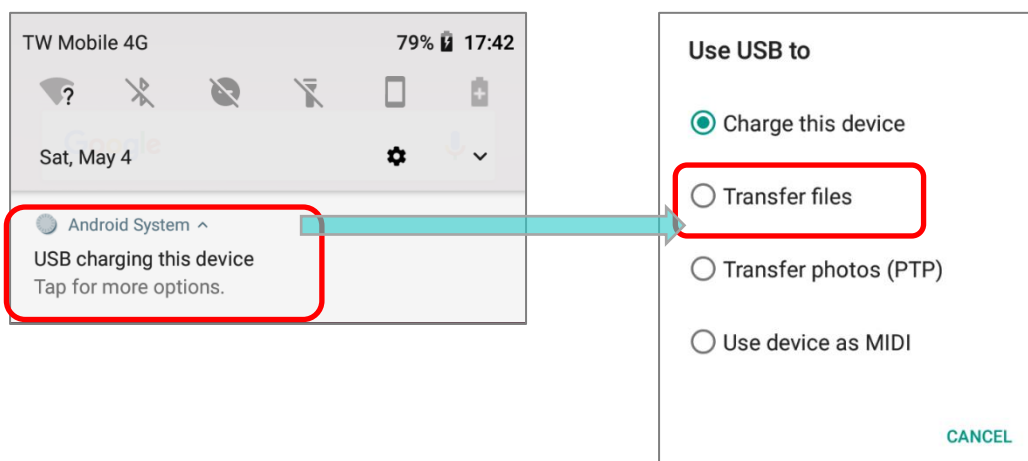 TW Mobile 4G 79% 17:42
?
Google
Sat, May 4
Android System
USB charging this device
Tap for more options.
Use USB to
Charge this device
Transfer files
Transfer photos (PTP)
Use device as MIDI
CANCEL